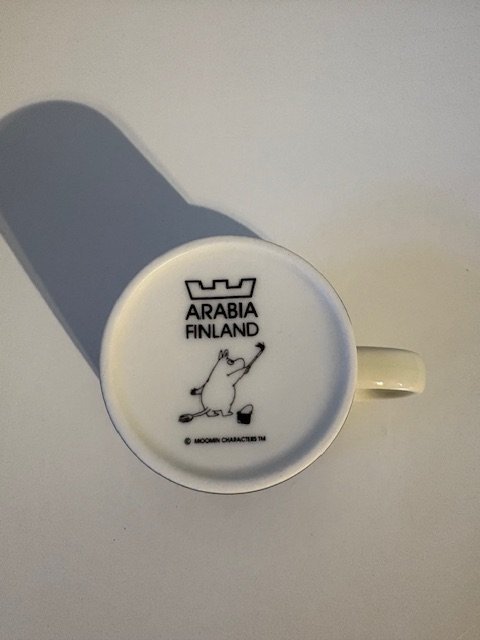 ARABIA
FINLAND
© MOOMIN CHARACTERS ™